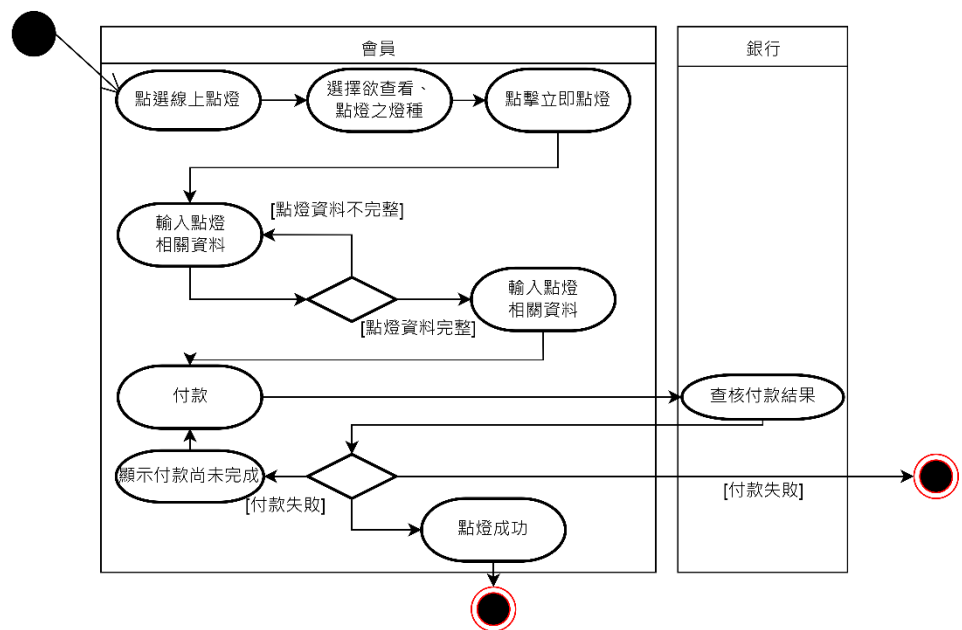 會員
銀行
點選線上點燈
選擇欲查看、
點燈之燈種
點擊立即點燈
[點燈資料不完整]
輸入點燈
相關資料
輸入點燈
相關資料
[點燈資料完整]
付款
查核付款結果
顯示付款尚未完成
[付款失敗]
[付款失敗]
點燈成功